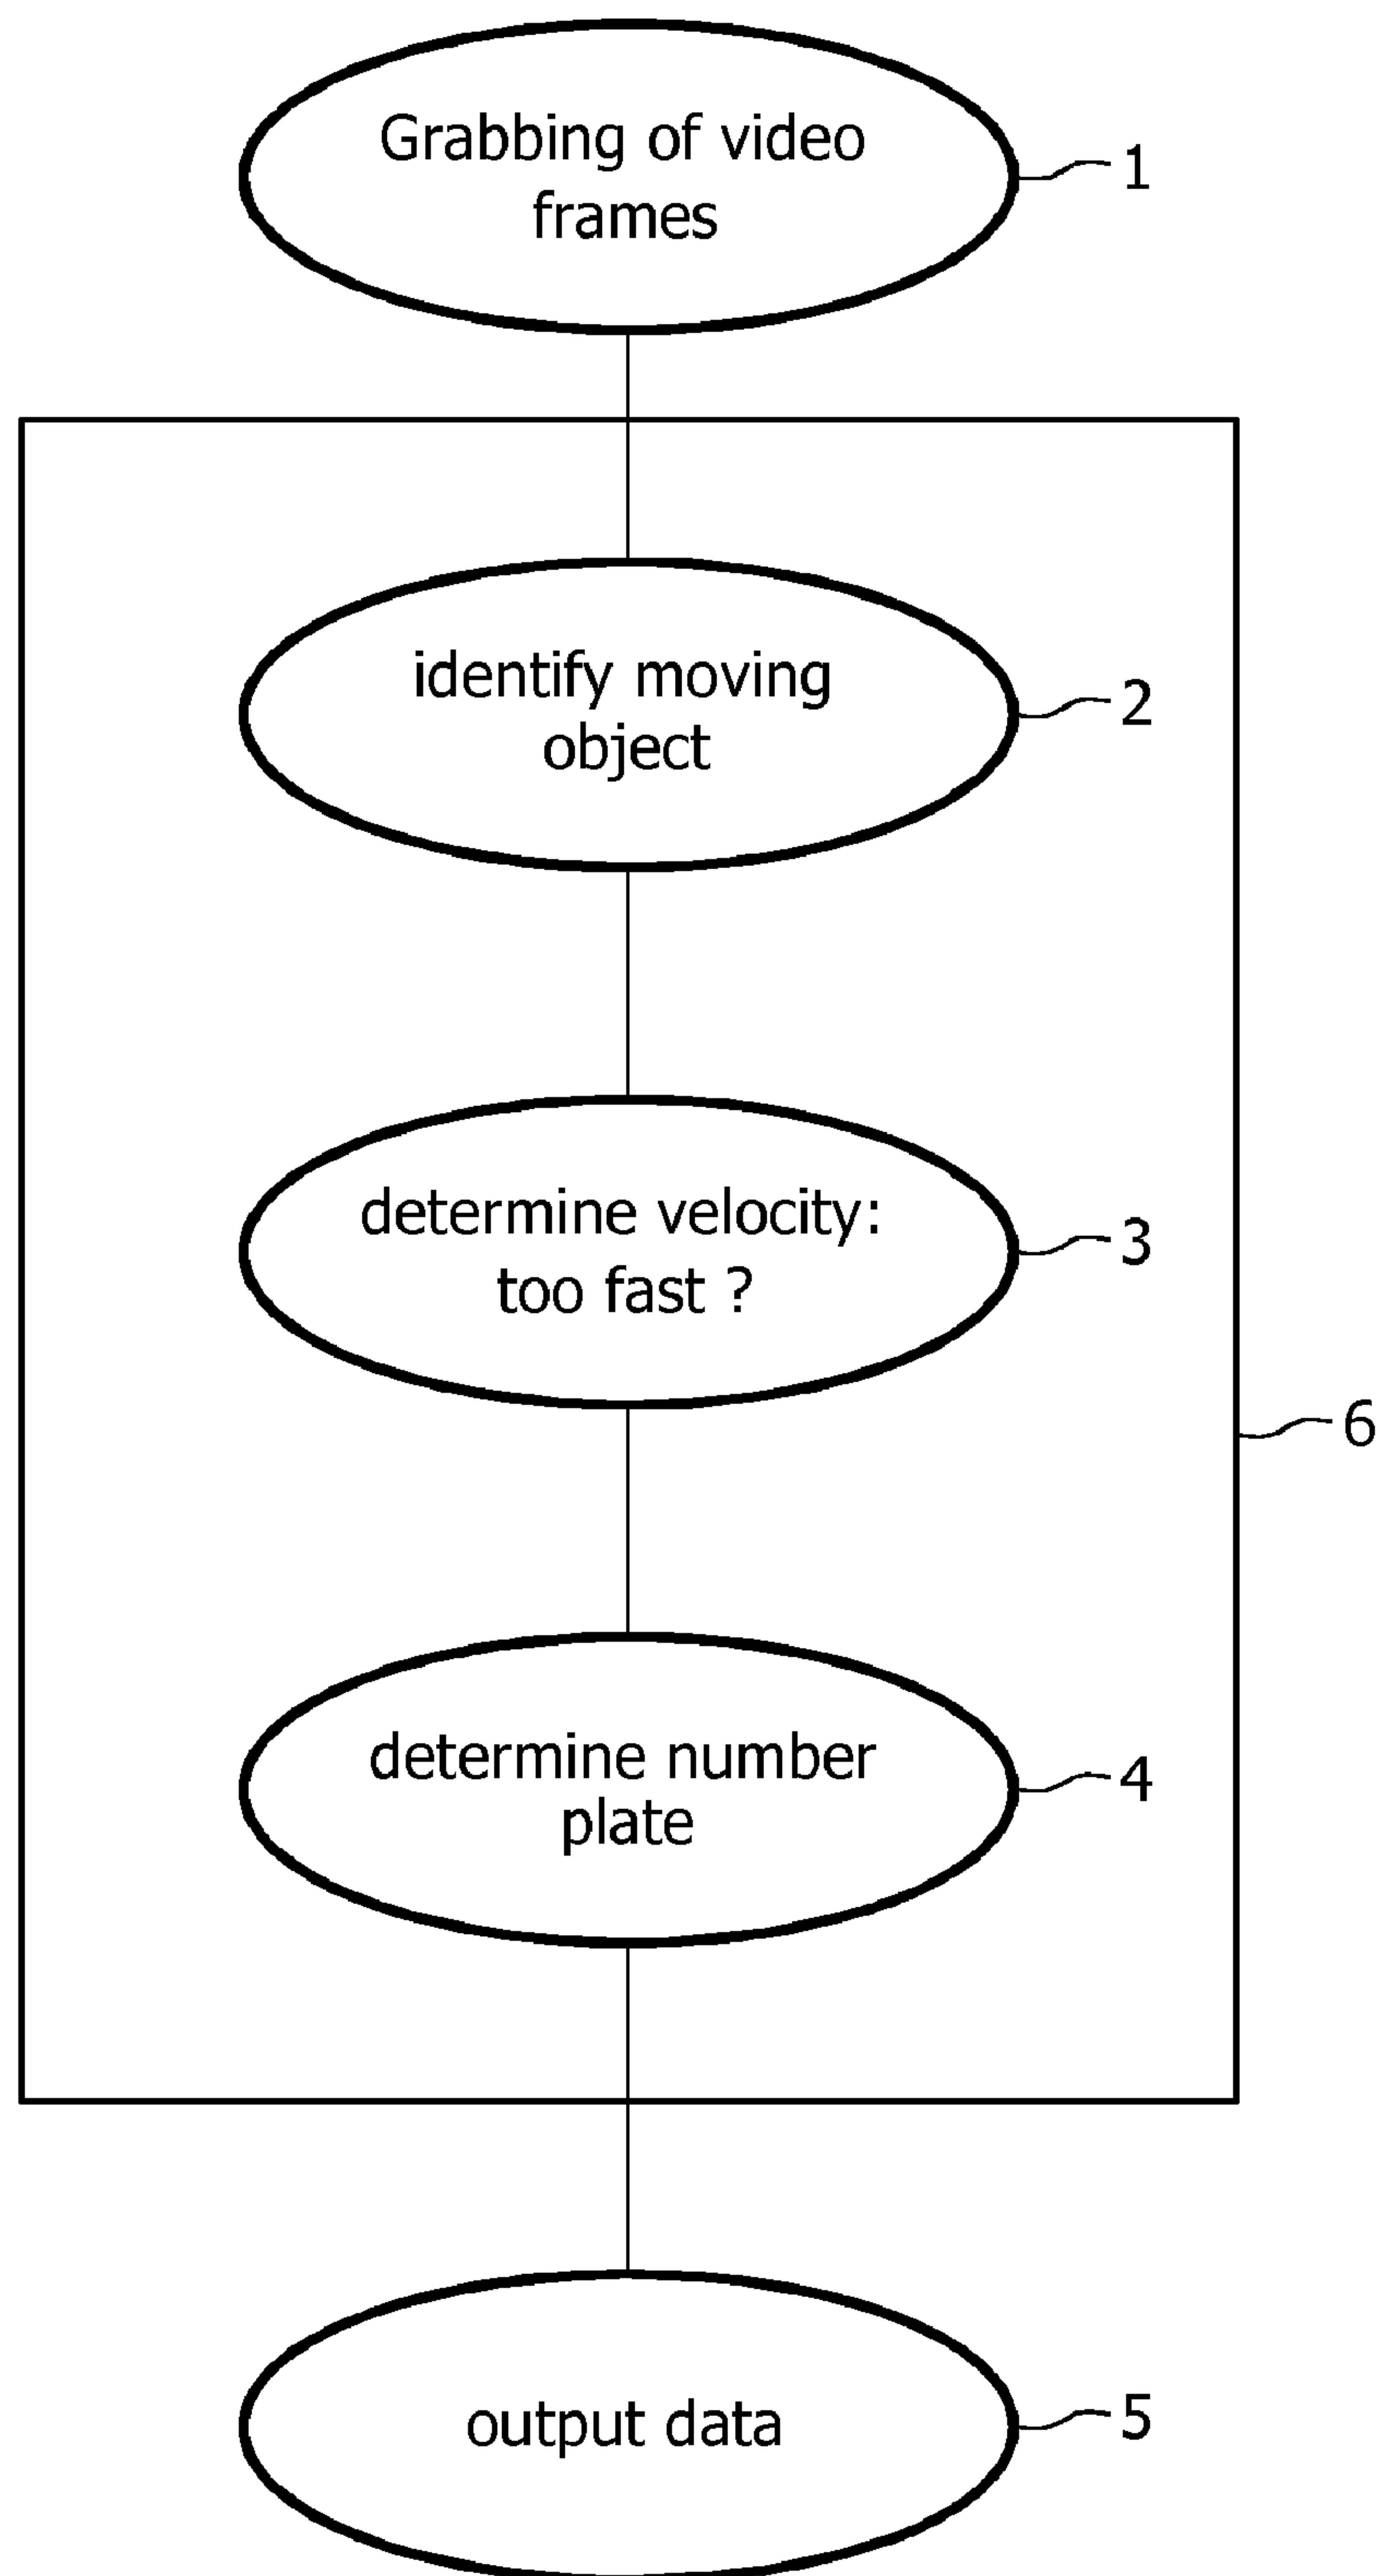 Grabbing of video
frames
1
identify moving
object
2
determine velocity:
too fast ?
3
6
determine number
plate
4
output data
5